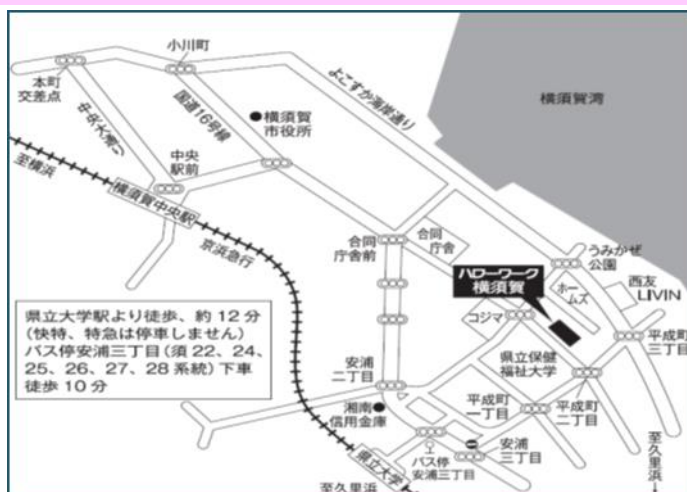 小川町
本町
交差点
中央大通り
国道16号線
よこすか海岸通り
横須賀湾
横須賀
市役所
中央
駅前
至横浜
横須賀中央駅
京浜急行
合同
庁舎前
合同
庁舎
うみかぜ
公園
ハローワーク
横須賀
ホー
ムズ
西友
LIVIN
コジマ
平成町
三丁目
県立大学駅より徒歩、約12分
(快特、特急は停車しません)
バス停安浦三丁目(須22、24、
25、26、27、28系統)下車
徒歩10分
県立保健
福祉大学
安浦
二丁目
湘南
信用金庫
平成町
一丁目
平成町
二丁目
安浦
三丁目
バス停
安浦三丁目
県立大学
至久里浜
至久里浜→